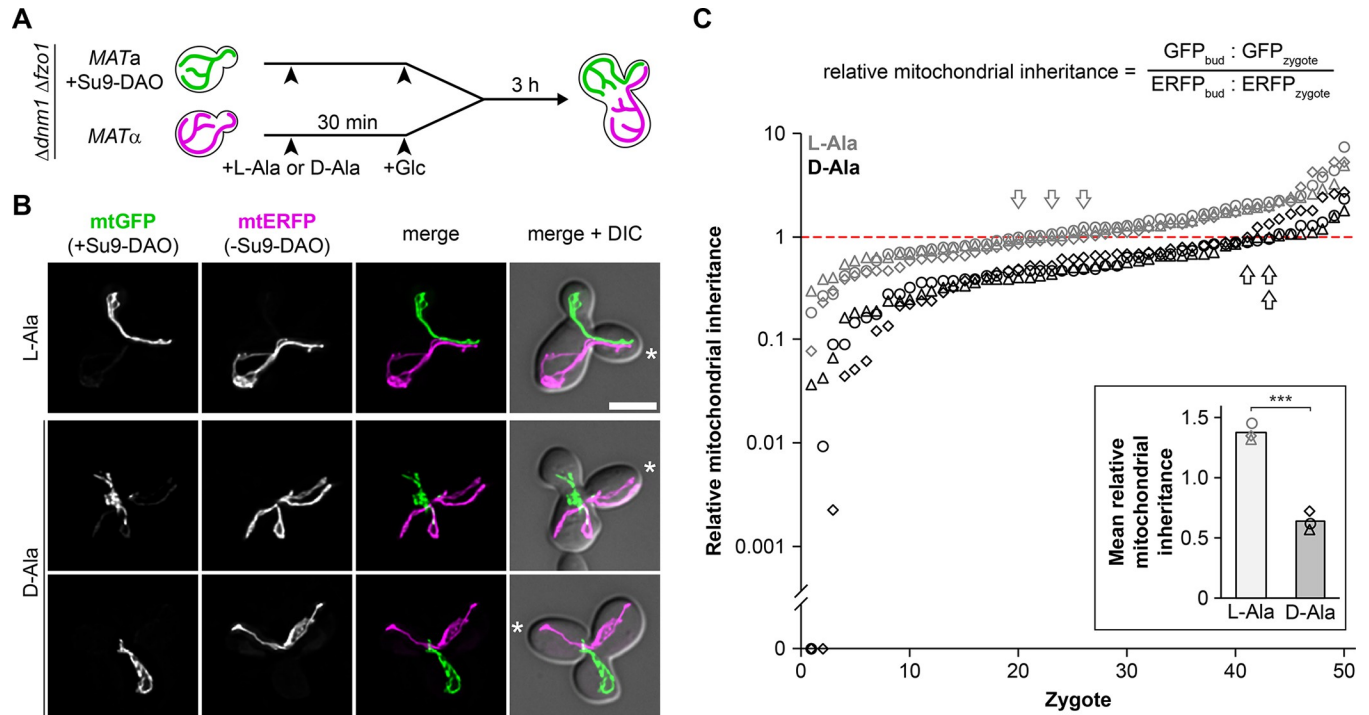 A
Δdnm1 Δfzo1
MATa
+Su9-DAO
MATα
30 min
+L-Ala or D-Ala
+Glc
3 h
B
mtGFP
(+Su9-DAO)
mtERFP
(-Su9-DAO)
merge
merge + DIC
L-Ala
*
D-Ala
*
*
C
relative mitochondrial inheritance =
GFPbud : GFPzygote
ERFPbud : ERFPzygote
L-Ala
D-Ala
Relative mitochondrial inheritance
10
1
0.1
0.01
0.001
0
0
10
20
30
40
50
Zygote
Mean relative
mitochondrial
inheritance
1.5
1.0
0.5
0
***
L-Ala
D-Ala